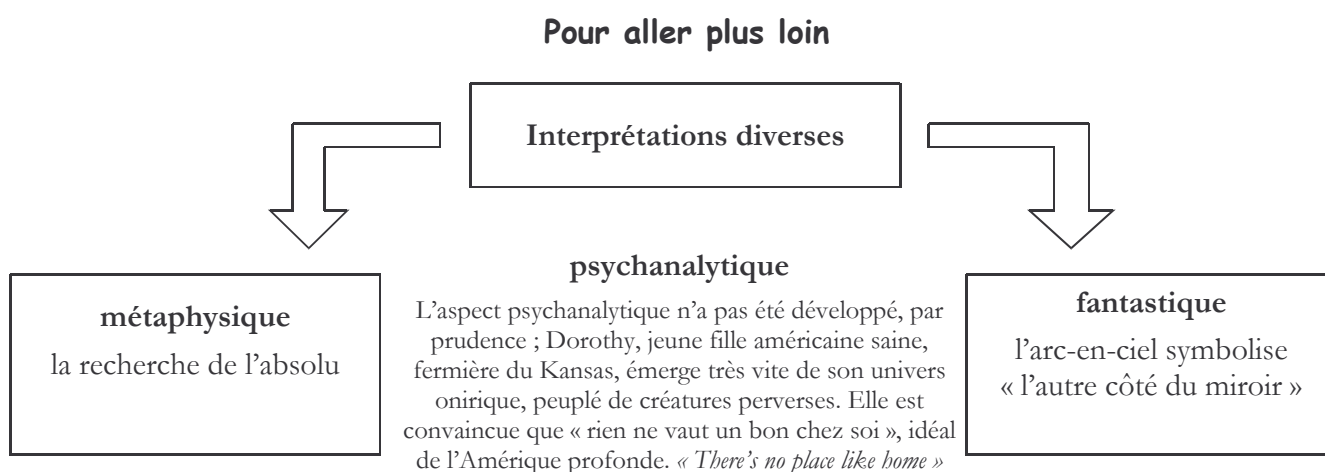 Pour aller plus loin
Interprétations diverses
métaphysique
la recherche de l’absolu
psychanalytique
L’aspect psychanalytique n’a pas été développé, par
prudence ; Dorothy, jeune fille américaine saine,
fermière du Kansas, émerge très vite de son univers
onirique, peuplé de créatures perverses. Elle est
convaincue que « rien ne vaut un bon chez soi », idéal
de l’Amérique profonde. « There’s no place like home »
fantastique
l’arc-en-ciel symbolise
« l’autre côté du miroir »